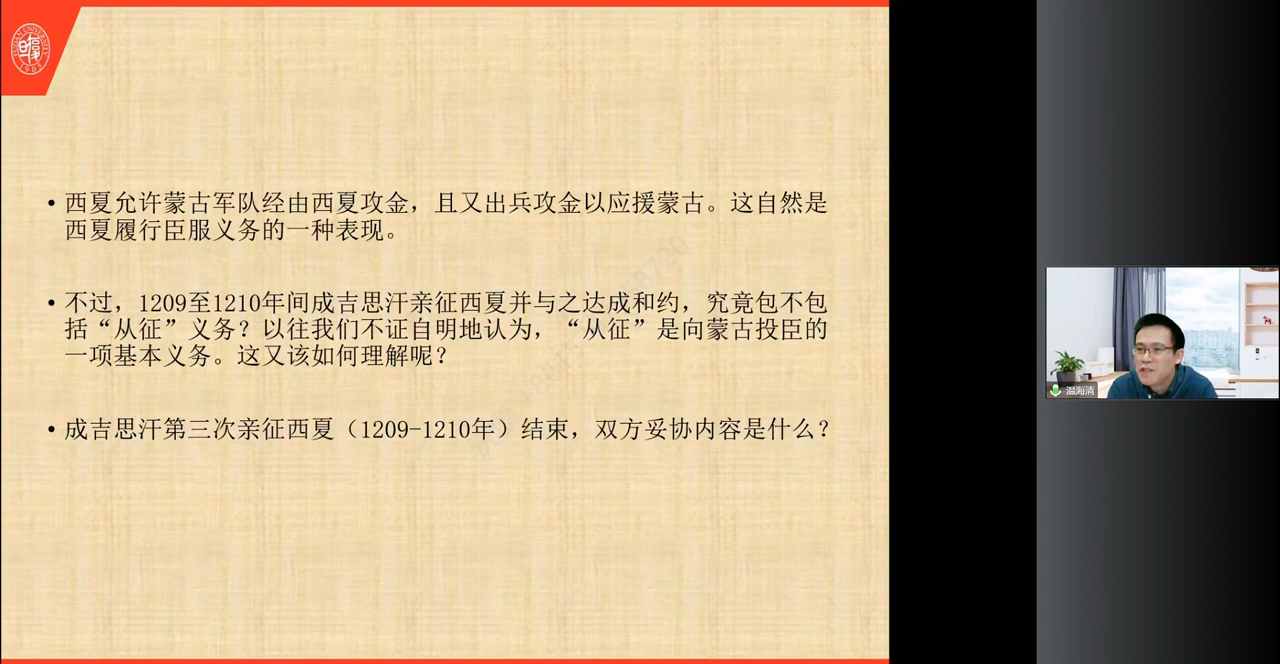 • 西夏允许蒙古军队经由西夏攻金，且又出兵攻金以应援蒙古。这自然是
西夏履行臣服义务的一种表现。
• 不过，1209至1210年间成吉思汗亲征西夏并与之达成和约，究竟包不包
括“从征”义务？以往我们不证自明地认为，“从征”是向蒙古投臣的
一项基本义务。这又该如何理解呢？
• 成吉思汗第三次亲征西夏（1209-1210年）结束，双方妥协内容是什么？
温海清